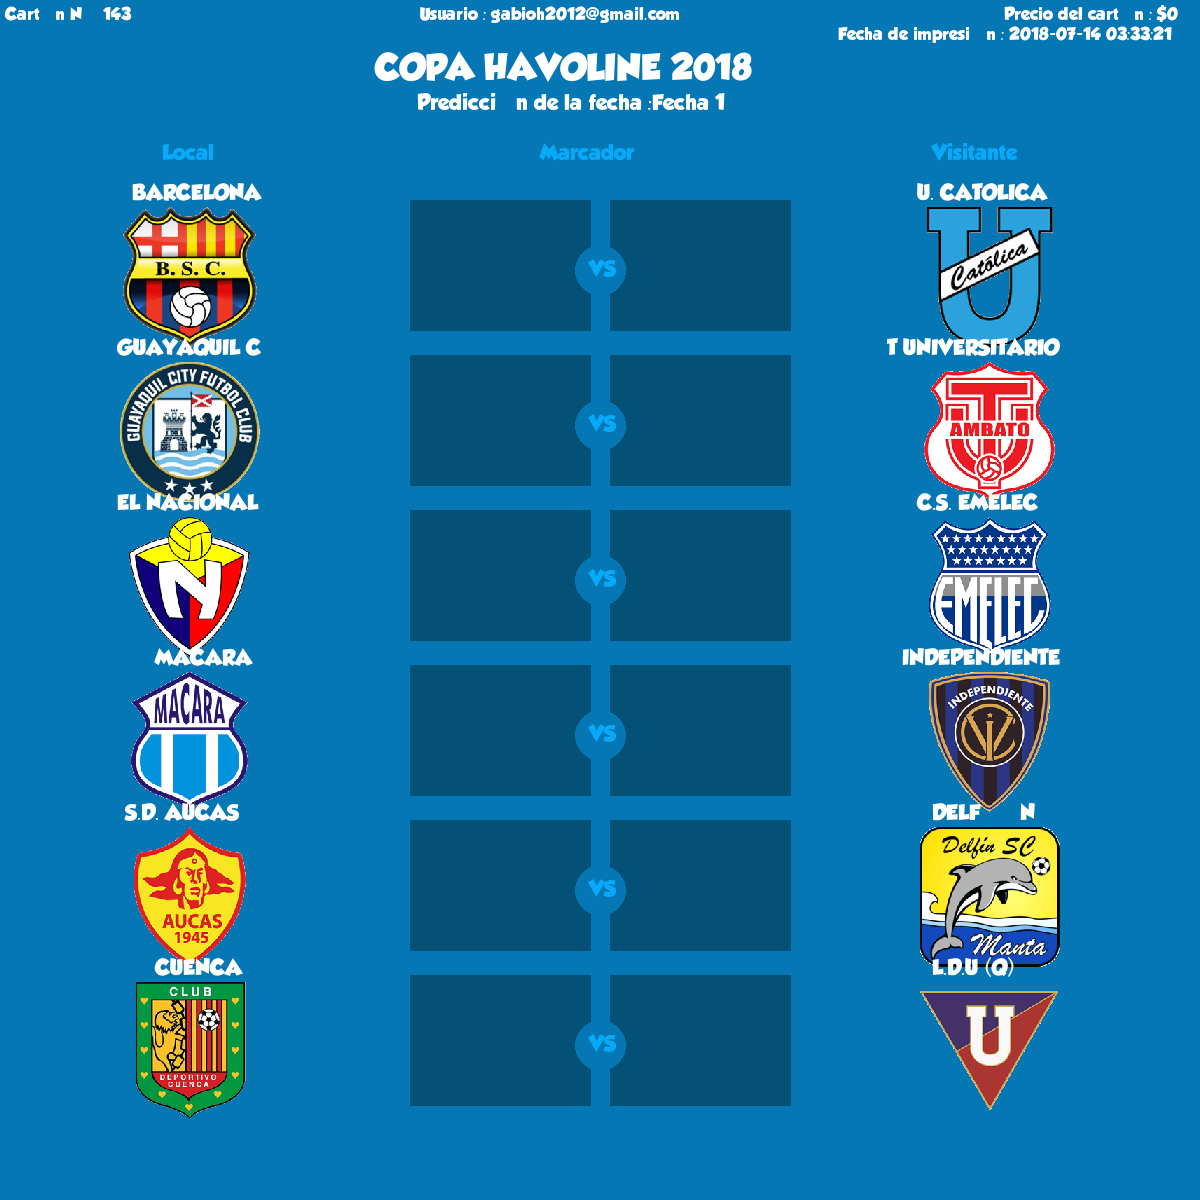 Cart n N 143
Usuario : gabioh2012@gmail.com
Precio del cart n : $0
Fecha de impresi n : 2018-07-14 03:33:21
COPA HAVOLINE 2018
Predicci n de la fecha :Fecha 1
Local
Marcador
Visitante
BARCELONA
U. CATOLICA
B. S. C.
VS
Católica
GUAYAQUIL C
T UNIVERSITARIO
GUAYAQUIL CITY FUTBOL CLUB
VS
T
AMBATO
EL NACIONAL
C.S. EMELEC
N
VS
EMELEC
MACARA
INDEPENDIENTE
MACARA
VS
INDEPENDIENTE
S.D. AUCAS
DELF N
AUCAS
1945
VS
Delfín SC
Manta
CUENCA
L.D.U (Q)
CLUB
DEPORTIVO
CUENCA
VS
U